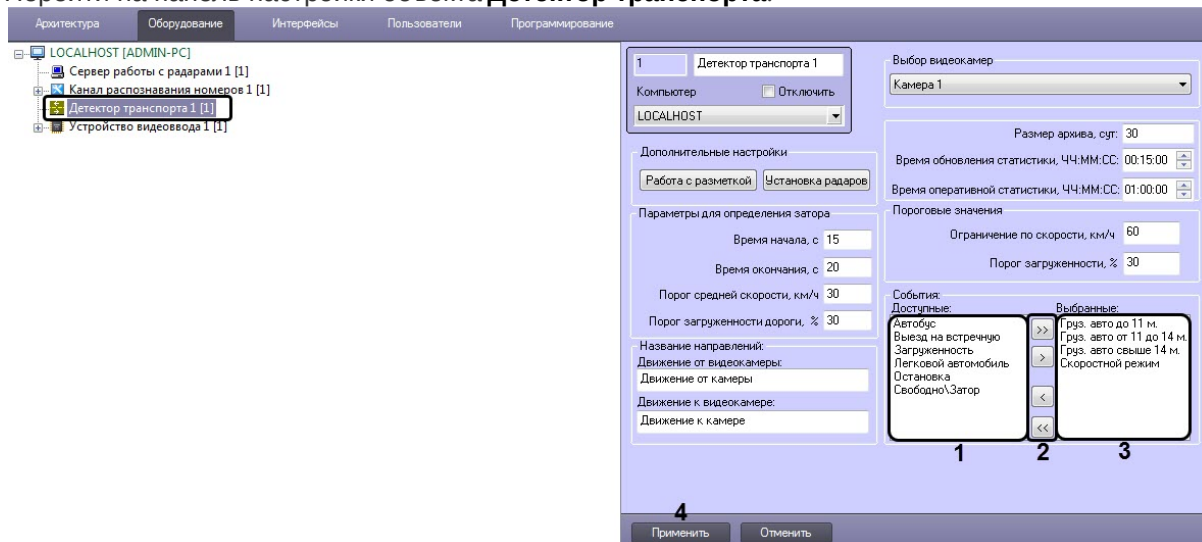 Перейти на панель настройки объекта Детектор транспорта.
Архитектура Оборудование Интерфейсы Пользователи Программирование
LOCALHOST [ADMIN-PC]
Сервер работы с радарами 1 [1]
Канал распознавания номеров 1 [1]
Детектор транспорта 1 [1]
Устройство видеоввода 1 [1]
1 Детектор транспорта 1
Компьютер Отключить
LOCALHOST
Дополнительные настройки
Работа с разметкой Установка радаров
Параметры для определения затора
Время начала, с 15
Время окончания, с 20
Порог средней скорости, км/ч 30
Порог загруженности дороги, % 30
Название направлений:
Движение от видеокамеры:
Движение от камеры
Движение к видеокамере:
Движение к камере
Выбор видеокамер
Камера 1
Размер архива, сут: 30
Время обновления статистики, ЧЧ:ММ:СС: 00:15:00
Время оперативной статистики, ЧЧ:ММ:СС: 01:00:00
Пороговые значения
Ограничение по скорости, км/ч 60
Порог загруженности, % 30
События:
Доступные:
Автобус
Выезд на встречную
Загруженность
Легковой автомобиль
Остановка
Свободно\Затор
>>
>
<
<<
Выбранные:
Груз. авто до 11 м.
Груз. авто от 11 до 14 м.
Груз. авто свыше 14 м.
Скоростной режим
1 2 3
4
Применить Отменить